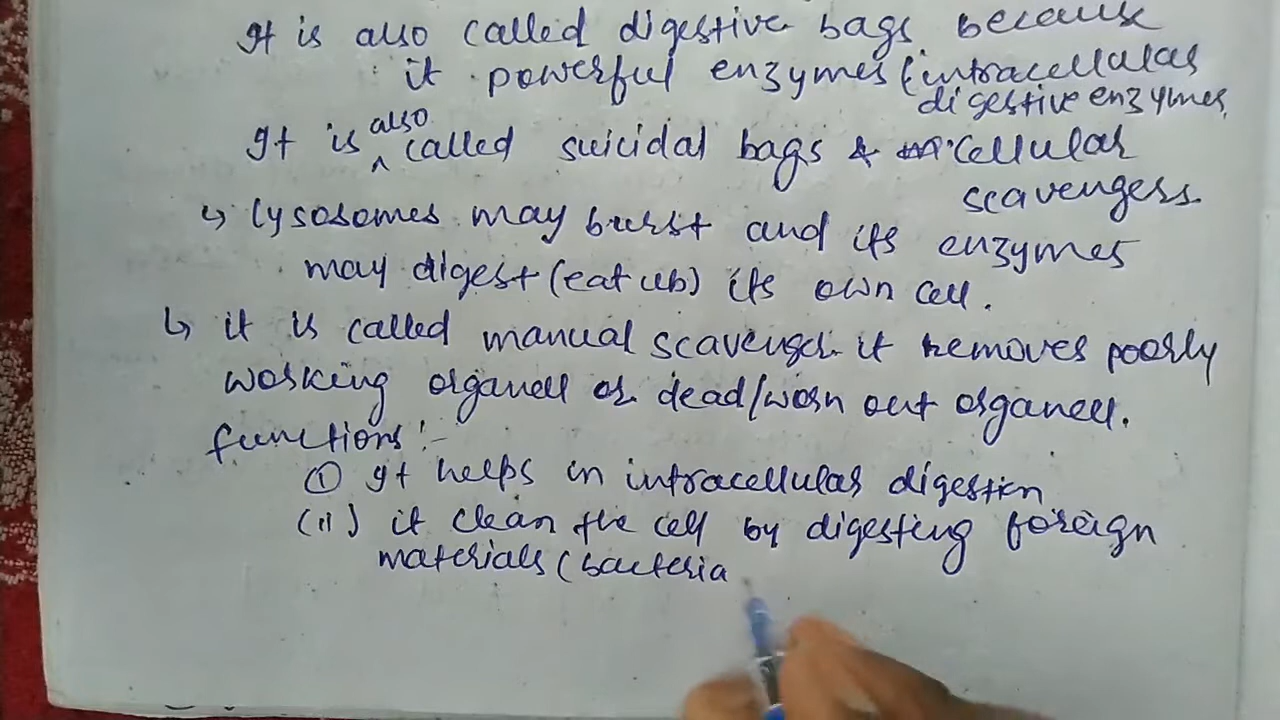 It is also called digestive bags because
it powerful enzymes (intracellular
digestive enzymes,
It is also called suicidal bags & cellular
scavengers.
↳ lysosomes may burst and its enzymes
may digest (eat ub) its own cell.
↳ it is called manual scavenger. it removes poorly
working organell or dead/worn out organell.
functions:-
① It helps in intracellular digestion
(ii) it clean the cell by digesting foreign
materials (bacteria